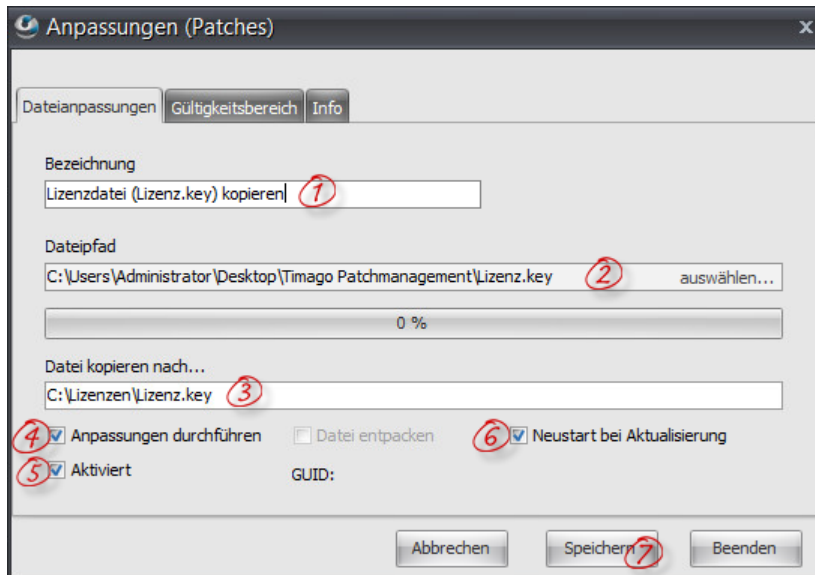 Anpassungen (Patches)
x
Dateianpassungen Gültigkeitsbereich Info
Bezeichnung
Lizenzdatei (Lizenz.key) kopieren 1
Dateipfad
C:\Users\Administrator\Desktop\Timago Patchmanagement\Lizenz.key 2 auswählen...
0 %
Datei kopieren nach...
C:\Lizenzen\Lizenz.key 3
4 Anpassungen durchführen Datei entpacken 6 Neustart bei Aktualisierung
5 Aktiviert GUID:
Abbrechen Speichern 7 Beenden